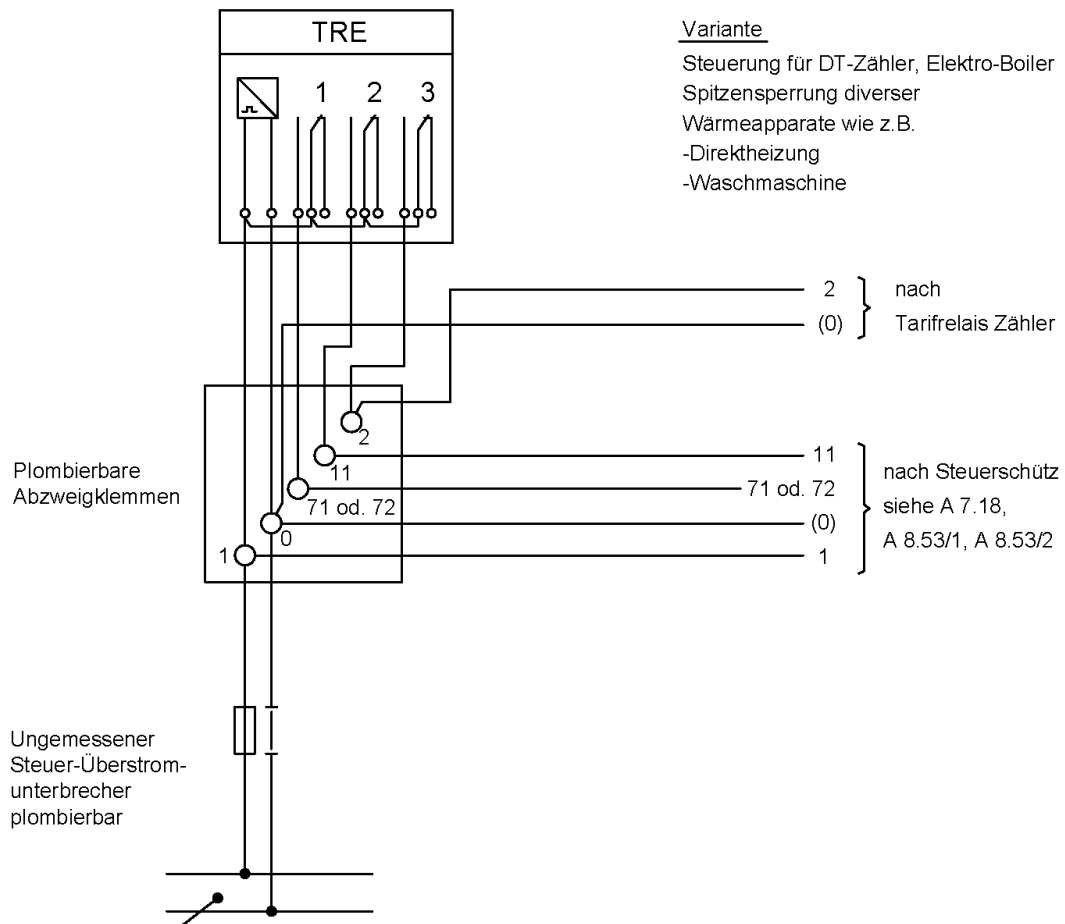 TRE
1 2 3
Variante
Steuerung für DT-Zähler, Elektro-Boiler
Spitzensperrung diverser
Wärmeapparate wie z.B.
-Direktheizung
-Waschmaschine
2
nach
(0)
Tarifrelais Zähler
2
11
71 od. 72
0
1
11
71 od. 72
(0)
1
nach Steuerschütz
siehe A 7.18,
A 8.53/1, A 8.53/2
Plombierbare
Abzweigklemmen
Ungemessener
Steuer-Überstrom-
unterbrecher
plombierbar